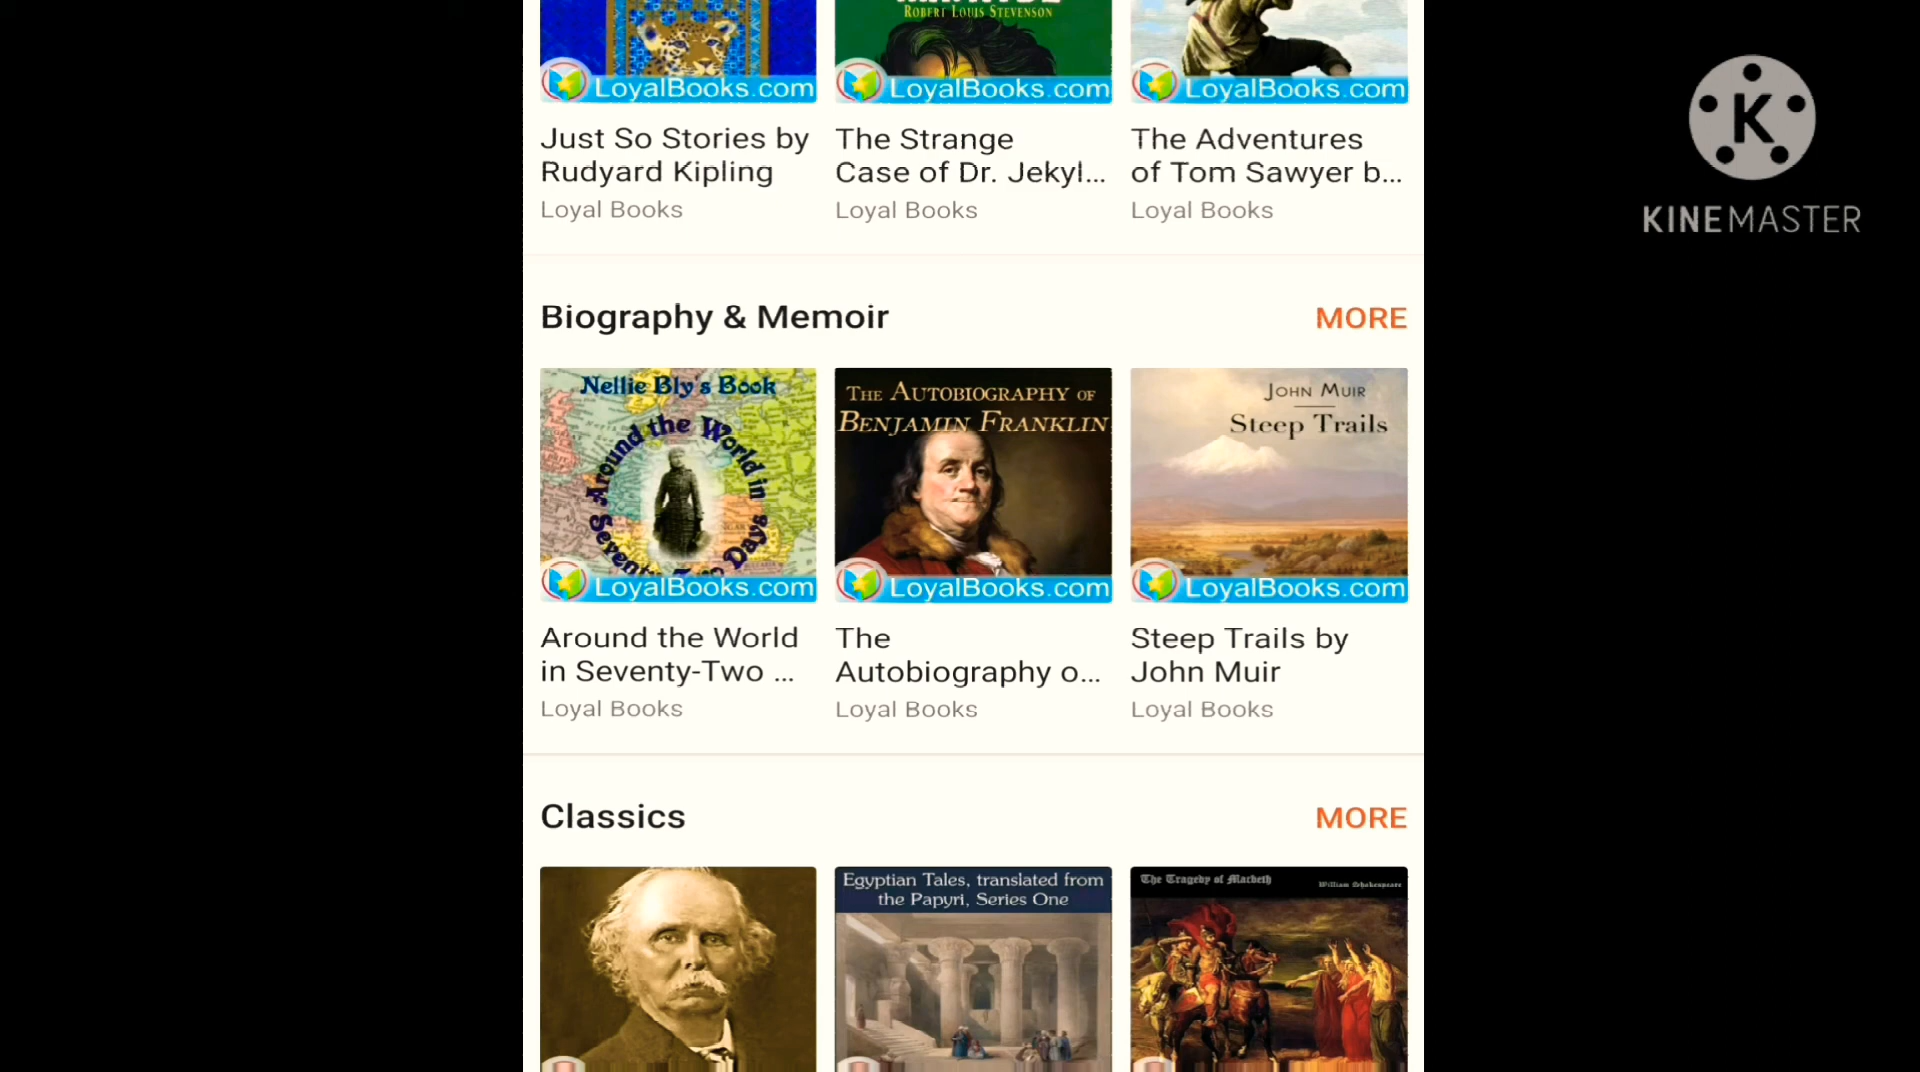 ROBERT LOUIS STEVENSON
LoyalBooks.com
LoyalBooks.com
LoyalBooks.com
Just So Stories by
Rudyard Kipling
Loyal Books
The Strange
Case of Dr. Jekyl...
Loyal Books
The Adventures
of Tom Sawyer b...
Loyal Books
K
KINEMASTER
Biography & Memoir
MORE
Nellie Bly's Book
Around the World in
Seventy-Two Days
LoyalBooks.com
THE AUTOBIOGRAPHY OF
BENJAMIN FRANKLIN
LoyalBooks.com
JOHN MUIR
Steep Trails
LoyalBooks.com
Around the World
in Seventy-Two ...
Loyal Books
The
Autobiography o...
Loyal Books
Steep Trails by
John Muir
Loyal Books
Classics
MORE
Egyptian Tales, translated from
the Papyri, Series One
The Tragedy of Macbeth
William Shakespeare